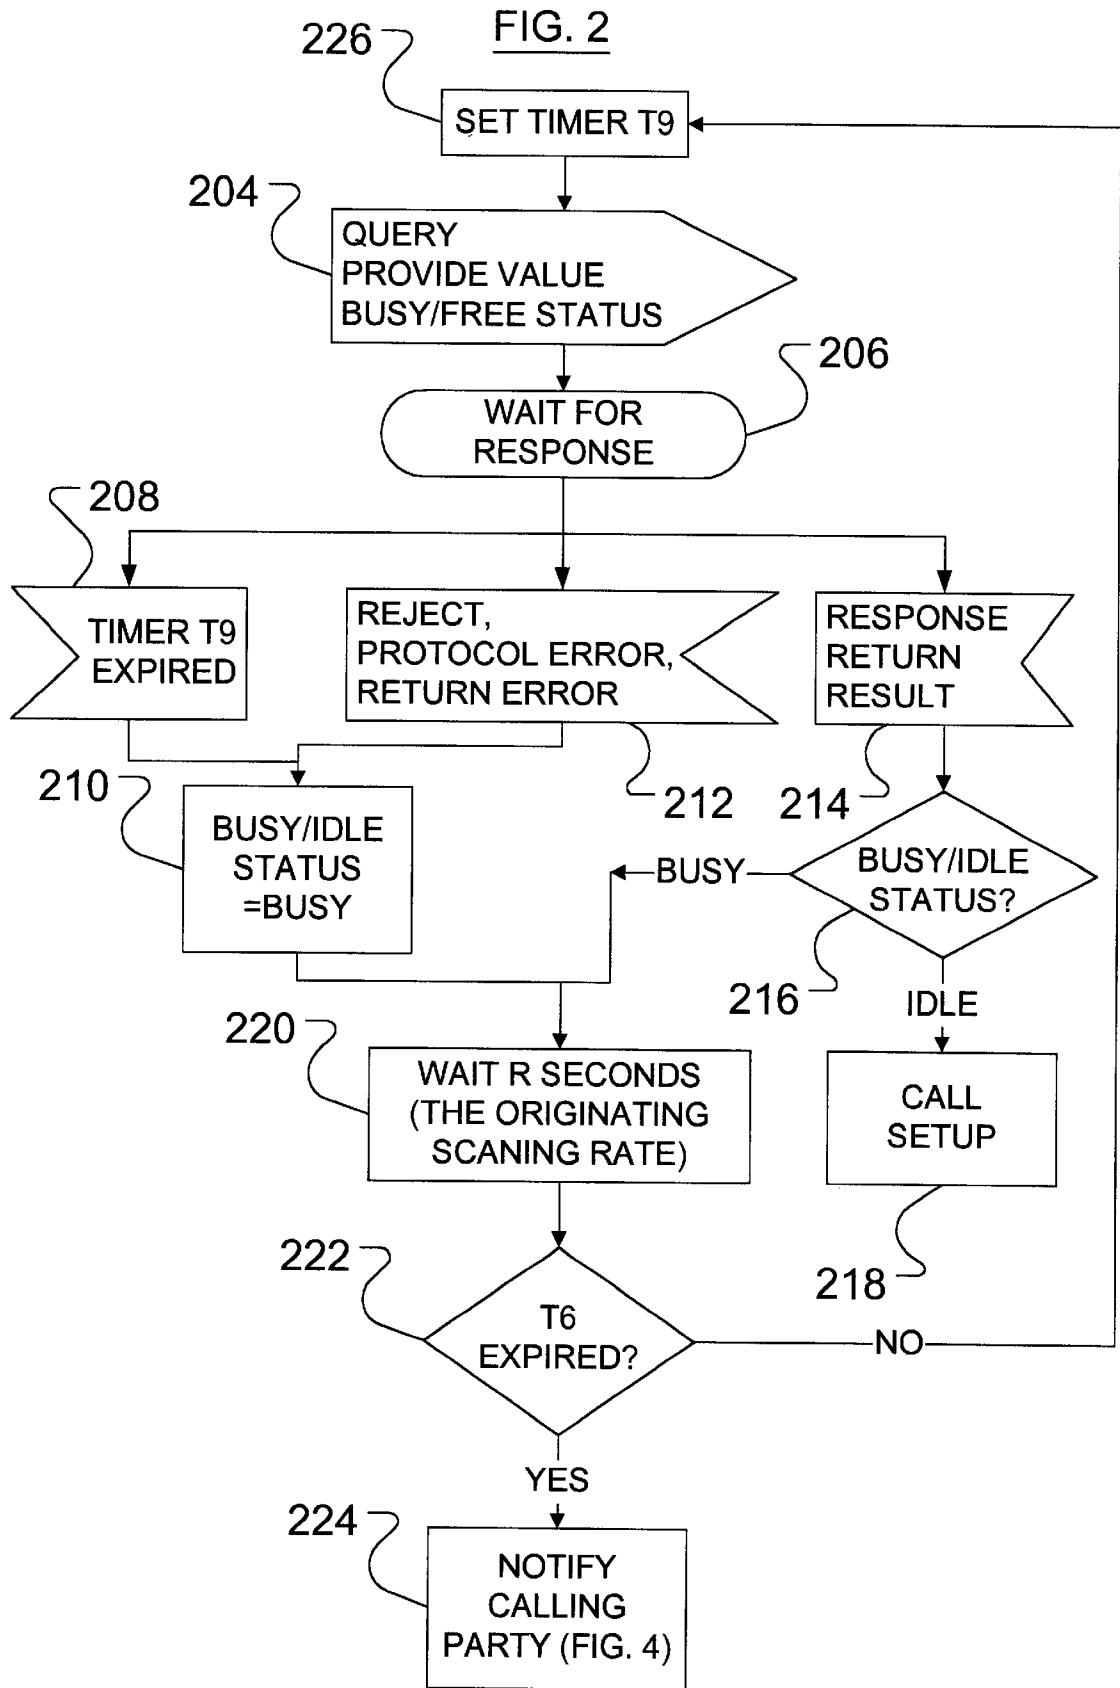 FIG. 2
226
SET TIMER T9
204
QUERY
PROVIDE VALUE
BUSY/FREE STATUS
206
WAIT FOR
RESPONSE
208
TIMER T9
EXPIRED
REJECT,
PROTOCOL ERROR,
RETURN ERROR
RESPONSE
RETURN
RESULT
210
212
214
BUSY/IDLE
STATUS
=BUSY
BUSY
BUSY/IDLE
STATUS?
216
IDLE
220
WAIT R SECONDS
(THE ORIGINATING
SCANING RATE)
CALL
SETUP
218
222
T6
EXPIRED?
NO
YES
224
NOTIFY
CALLING
PARTY (FIG. 4)